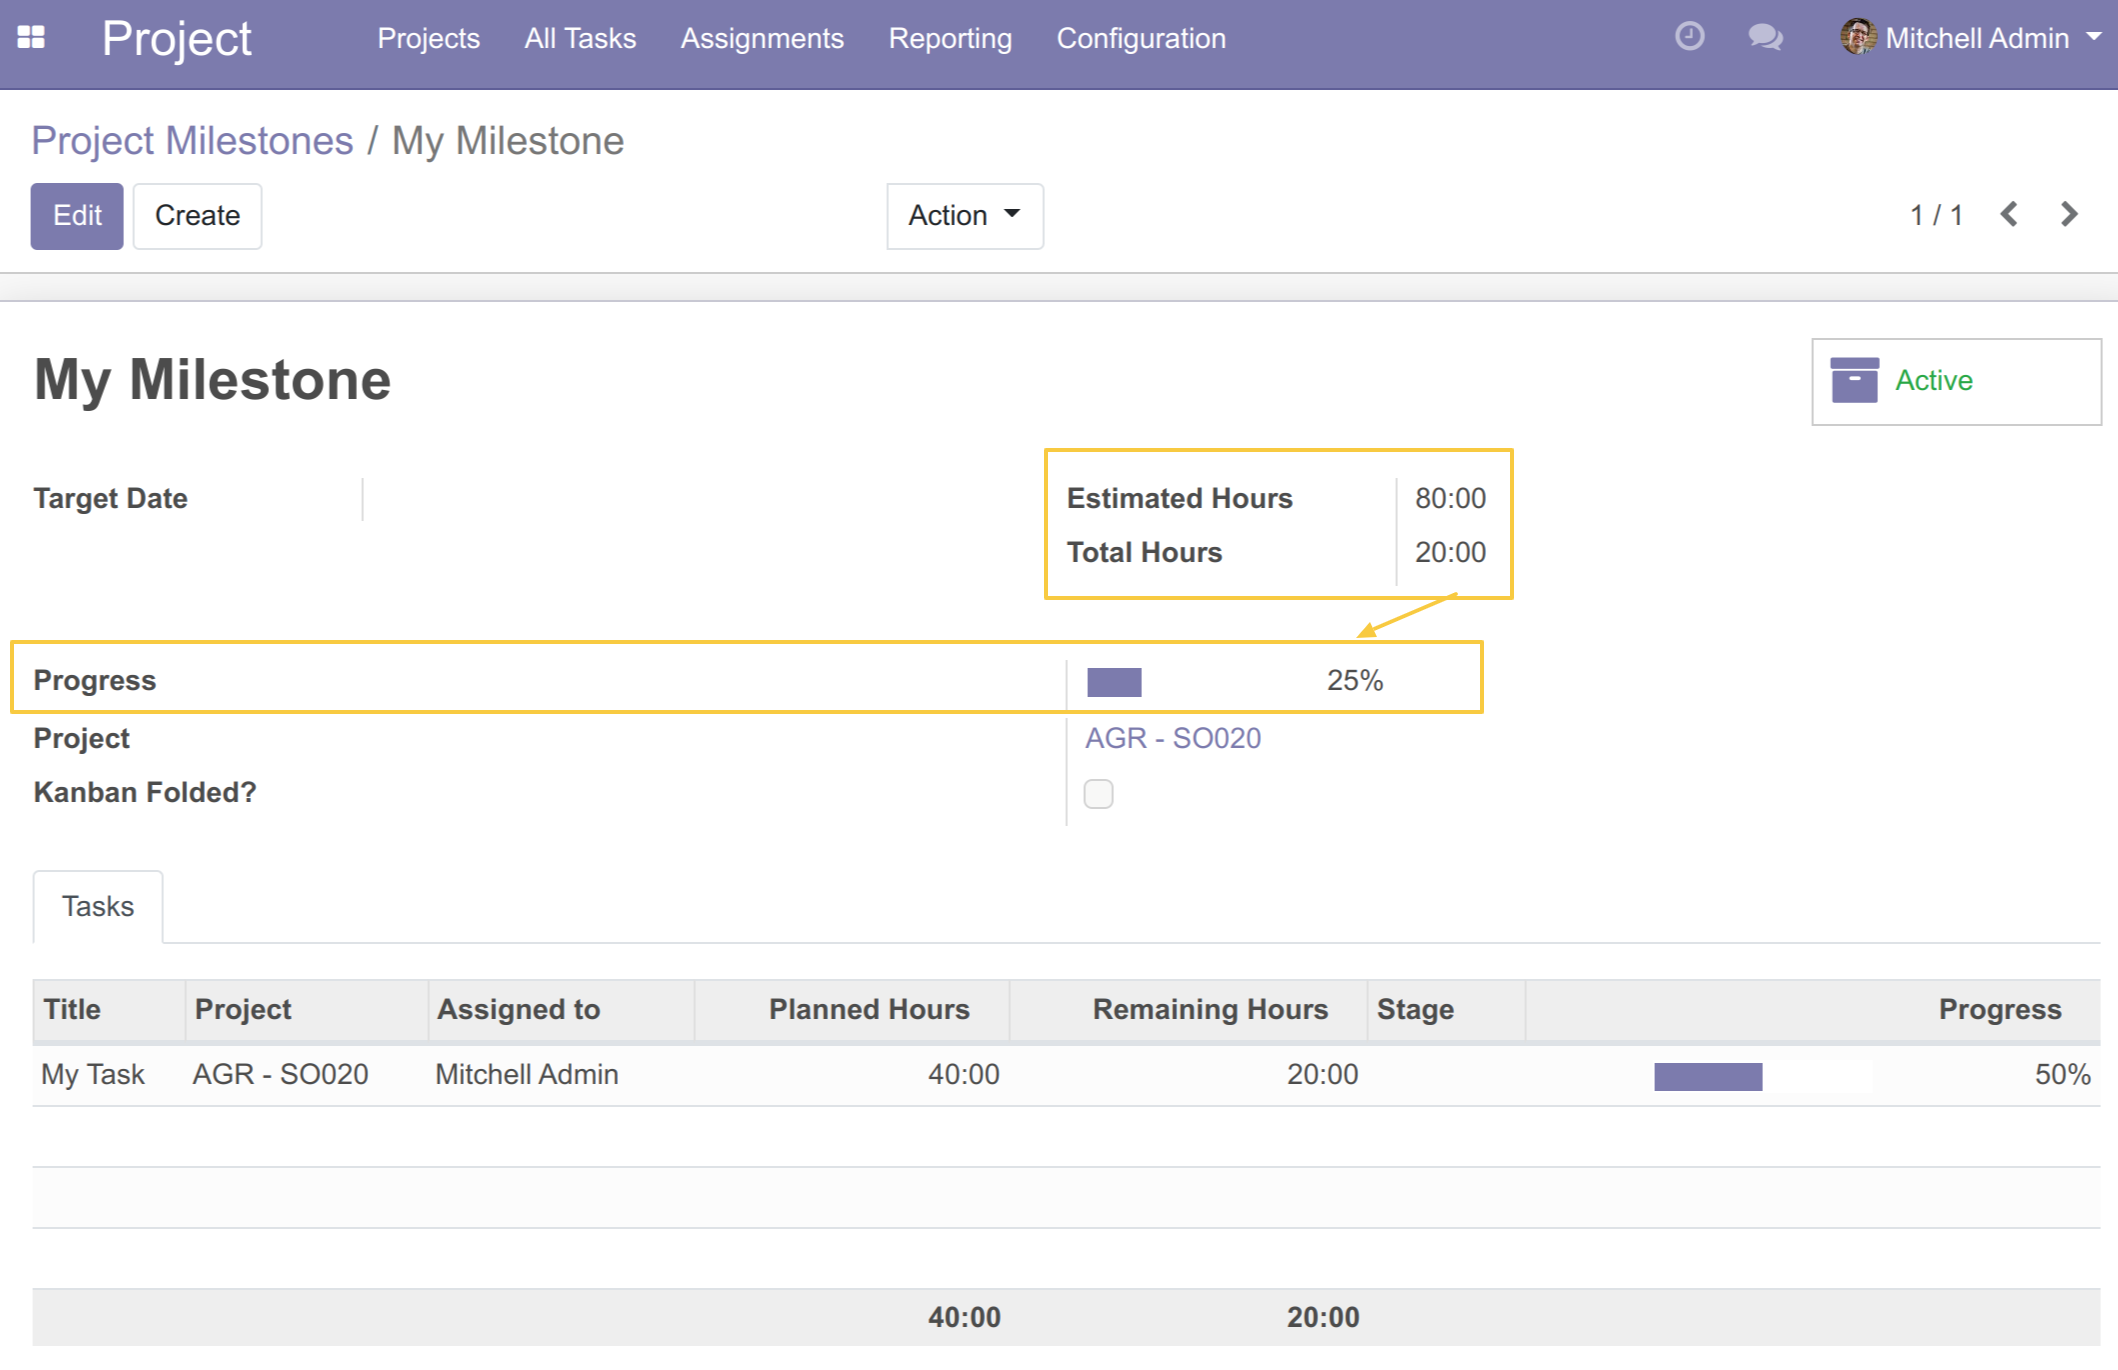 Project Projects All Tasks Assignments Reporting Configuration Mitchell Admin
Project Milestones / My Milestone
Edit Create Action 1 / 1
My Milestone
Active
Target Date
Estimated Hours 80:00
Total Hours 20:00
Progress 25%
Project AGR - SO020
Kanban Folded?
Tasks
Title Project Assigned to Planned Hours Remaining Hours Stage Progress
My Task AGR - SO020 Mitchell Admin 40:00 20:00 50%
40:00 20:00